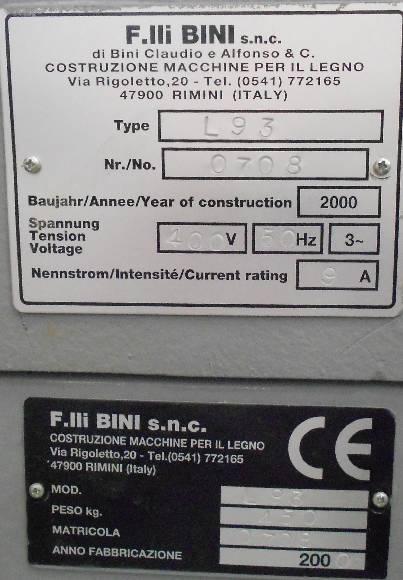 F.lli BINI s.n.c.
di Bini Claudio e Alfonso & C.
COSTRUZIONE MACCHINE PER IL LEGNO
Via Rigoletto,20 - Tel. (0541) 772165
47900 RIMINI (ITALY)
Type L93
Nr./No. 0708
Baujahr/Annee/Year of construction 2000
Spannung
Tension
Voltage 400 V 50 Hz 3~
Nennstrom/Intensité/Current rating 9 A
F.lli BINI s.n.c.
COSTRUZIONE MACCHINE PER IL LEGNO
Via Rigoletto,20 - Tel.(0541) 772165
47900 RIMINI (Italy)
CE
MOD. L93
PESO kg.
MATRICOLA 0708
ANNO FABBRICAZIONE 2000